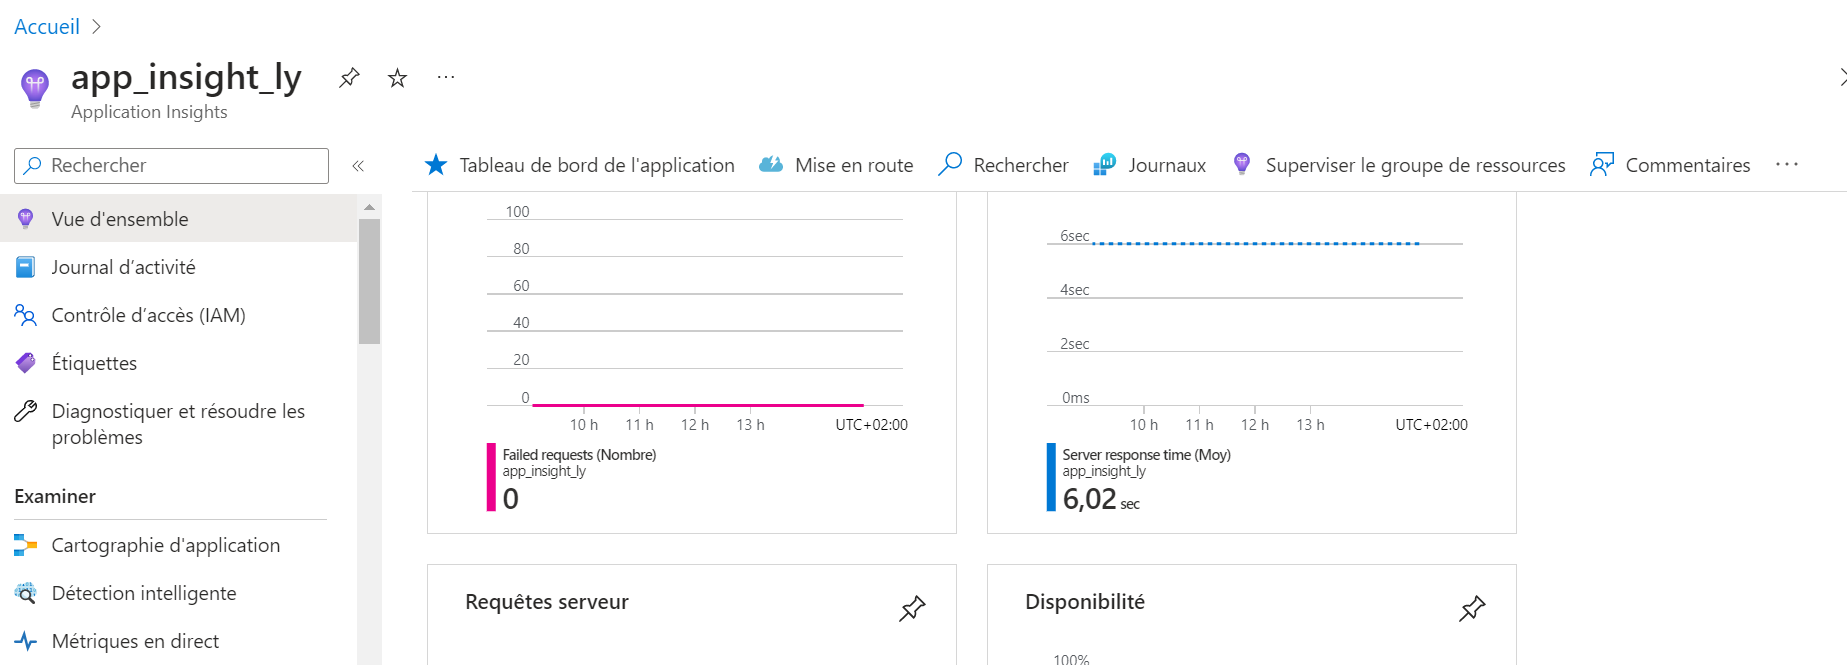 Accueil
app_insight_ly
Application Insights
Rechercher
Tableau de bord de l'application
Mise en route
Rechercher
Journaux
Superviser le groupe de ressources
Commentaires
Vue d'ensemble
Journal d’activité
Contrôle d’accès (IAM)
Étiquettes
Diagnostiquer et résoudre les
problèmes
Examiner
Cartographie d'application
Détection intelligente
Métriques en direct
100
80
60
40
20
0
10 h 11 h 12 h 13 h UTC+02:00
Failed requests (Nombre)
app_insight_ly
0
6sec
4sec
2sec
0ms
10 h 11 h 12 h 13 h UTC+02:00
Server response time (Moy)
app_insight_ly
6,02 sec
Requêtes serveur
Disponibilité
100%